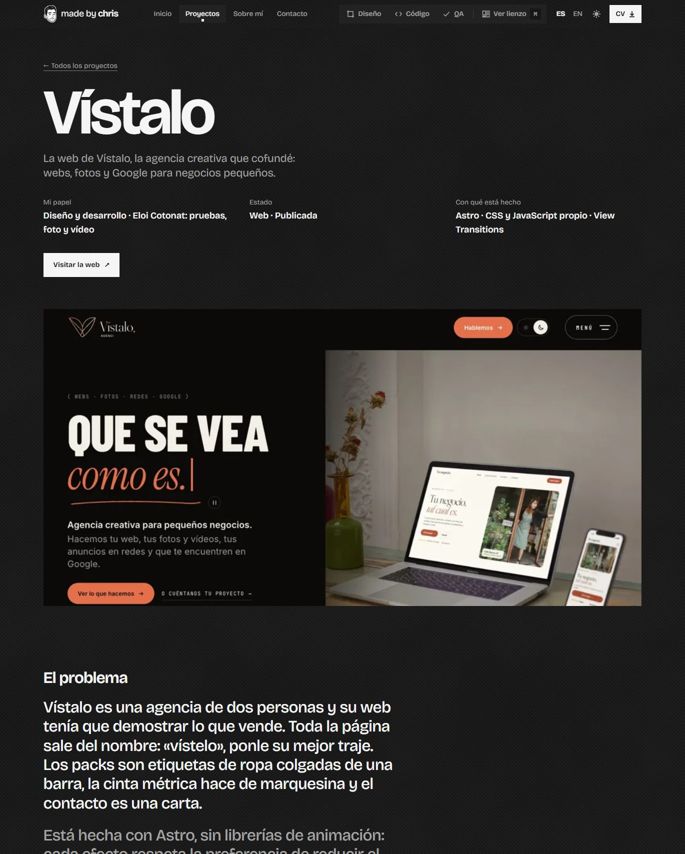 made by chris
Inicio
Proyectos
Sobre mí
Contacto
Diseño
Código
QA
Ver lienzo
M
ES
EN
CV
← Todos los proyectos
Vístalo
La web de Vístalo, la agencia creativa que cofundé:
webs, fotos y Google para negocios pequeños.
Mi papel
Diseño y desarrollo · Eloi Cotonat: pruebas,
foto y vídeo
Estado
Web · Publicada
Con qué está hecho
Astro · CSS y JavaScript propio · View
Transitions
Visitar la web ↗
Vístalo,
Hablemos →
MENÚ
( WEBS · FOTOS · REDES · GOOGLE )
QUE SE VEA
como es.
Agencia creativa para pequeños negocios.
Hacemos tu web, tus fotos y vídeos, tus
anuncios en redes y que te encuentren en
Google.
Ver lo que hacemos →
O CUÉNTANOS TU PROYECTO →
Tu negocio,
tal cual es.
El problema
Vístalo es una agencia de dos personas y su web
tenía que demostrar lo que vende. Toda la página
sale del nombre: «vístelo», ponle su mejor traje.
Los packs son etiquetas de ropa colgadas de una
barra, la cinta métrica hace de marquesina y el
contacto es una carta.
Está hecha con Astro, sin librerías de animación:
cada efecto respeta la preferencia de reducir el